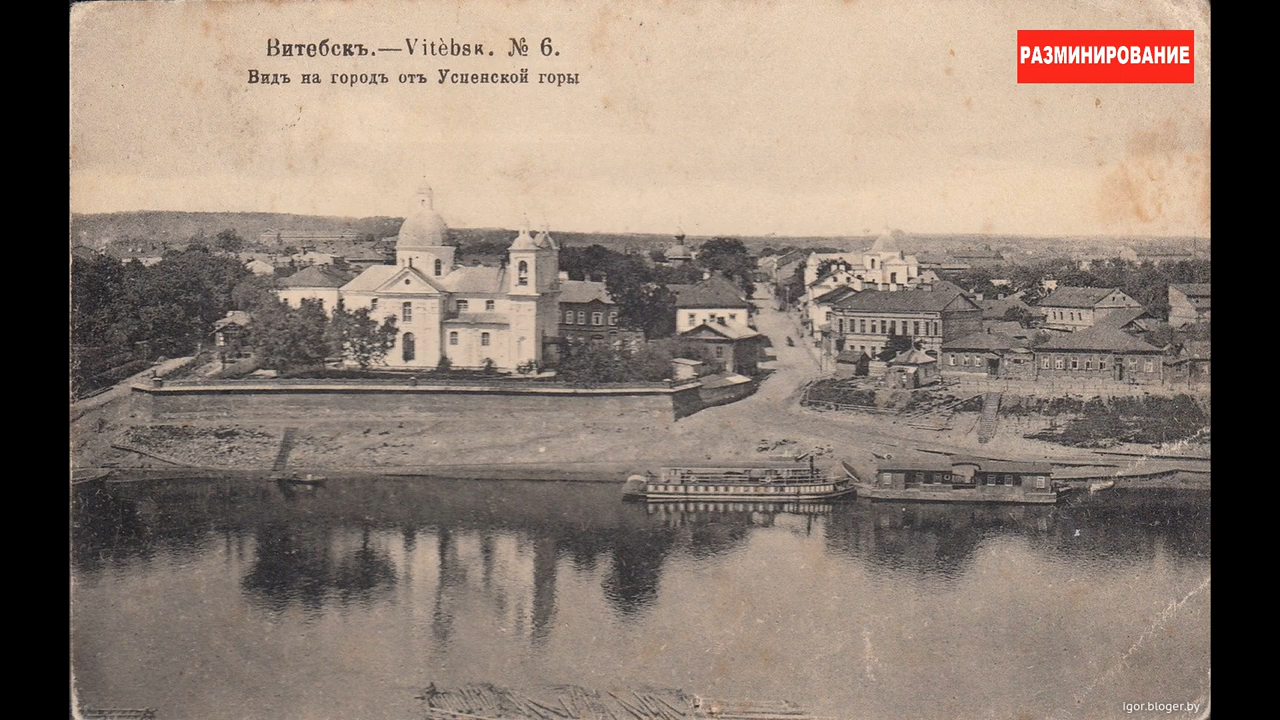 Витебскъ.—Vitèbsk. № 6.
Видъ на городъ отъ Успенской горы
РАЗМИНИРОВАНИЕ
Igor.bloger.by